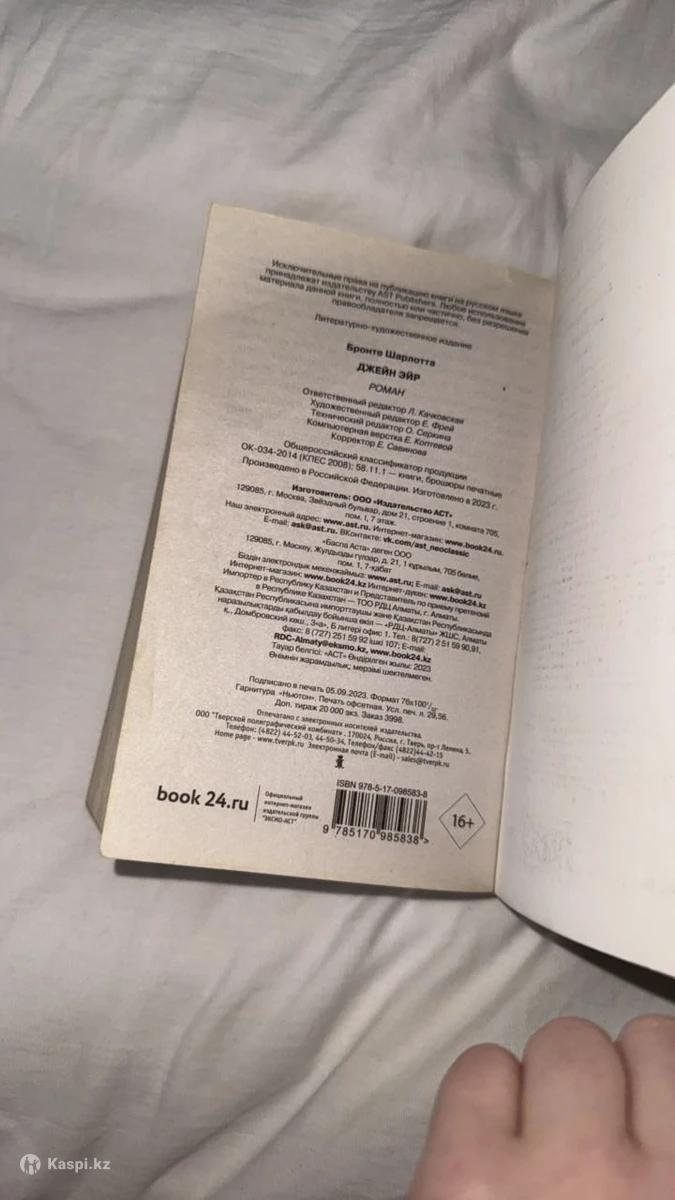 Исключительные права на публикацию книги на русском языке
принадлежат издательству AST Publishers. Любое использование
материала данной книги, полностью или частично, без разрешения
правообладателя запрещается.
Литературно-художественное издание
Бронте Шарлотта
ДЖЕЙН ЭЙР
РОМАН
Ответственный редактор Л. Качковская
Художественный редактор Е. Фрей
Технический редактор О. Серкина
Компьютерная верстка Е. Коптевой
Корректор Е. Савинова
Общероссийский классификатор продукции
ОК-034-2014 (КПЕС 2008); 58.11.1 — книги, брошюры печатные
Произведено в Российской Федерации. Изготовлено в 2023 г.
Изготовитель: ООО «Издательство АСТ»
129085, г. Москва, Звёздный бульвар, дом 21, строение 1, комната 705,
пом. I, 7 этаж.
Наш электронный адрес: www.ast.ru. Интернет-магазин: www.book24.ru.
E-mail: ask@ast.ru. ВКонтакте: vk.com/ast_neoclassic
«Баспа Аста» деген ООО
129085, г. Мәскеу, Жулдызды гүлзар, д. 21, 1 құрылым, 705 бөлме,
пом. 1, 7-қабат
Біздін электрондык мекенжаймыз: www.ast.ru; E-mail: ask@ast.ru
Интернет-магазин: www.book24.kz Интернет-дүкен: www.book24.kz
Импортер в Республику Казахстан и Представитель по приему претензий
в Республике Казахстан — ТОО РДЦ Алматы, г. Алматы.
Қазақстан Республикасына импорттаушы және Қазақстан Республикасында
наразылықтарды қабылдау бойынша өкіл — «РДЦ-Алматы» ЖШС, Алматы
қ., Домбровский көш., 3«а», Б литері офис 1. Тел.: 8(727) 2 51 59 90,91,
факс: 8 (727) 251 59 92 ішкі 107; E-mail:
RDC-Almaty@eksmo.kz, www.book24.kz
Тауар белгісі: «АСТ» Өндірілген жылы: 2023
Өнімнің жарамдылық мерзімі шектелмеген.
Подписано в печать 05.09.2023. Формат 76x100¹/₃₂.
Гарнитура «Ньютон». Печать офсетная. Усл. печ. л. 29,56.
Доп. тираж 20 000 экз. Заказ 3998.
Отпечатано с электронных носителей издательства.
ООО "Тверской полиграфический комбинат". 170024, Россия, г. Тверь, пр-т Ленина, 5.
Телефон: (4822) 44-52-03, 44-50-34, Телефон/факс (4822)44-42-15
Home page - www.tverpk.ru Электронная почта (E-mail) - sales@tverpk.ru
book 24.ru
Официальный
интернет-магазин
издательской группы
"ЭКСМО-АСТ"
ISBN 978-5-17-098583-8
9 785170 985838 >
16+
Kaspi.kz